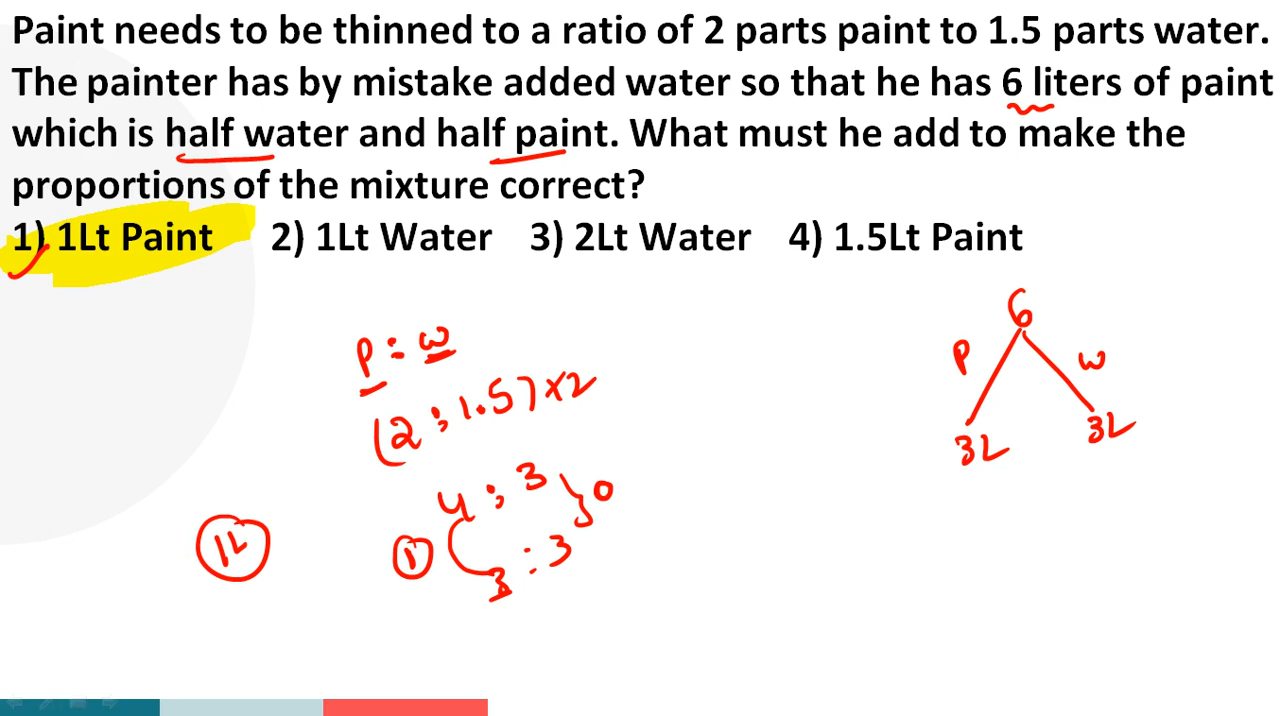 Paint needs to be thinned to a ratio of 2 parts paint to 1.5 parts water.
The painter has by mistake added water so that he has 6 liters of paint
which is half water and half paint. What must he add to make the
proportions of the mixture correct?
1) 1Lt Paint 2) 1Lt Water 3) 2Lt Water 4) 1.5Lt Paint
6
P : w
P w
(2 : 1.5) x 2
3L 3L
4 : 3 } 0
1L 1 3 : 3